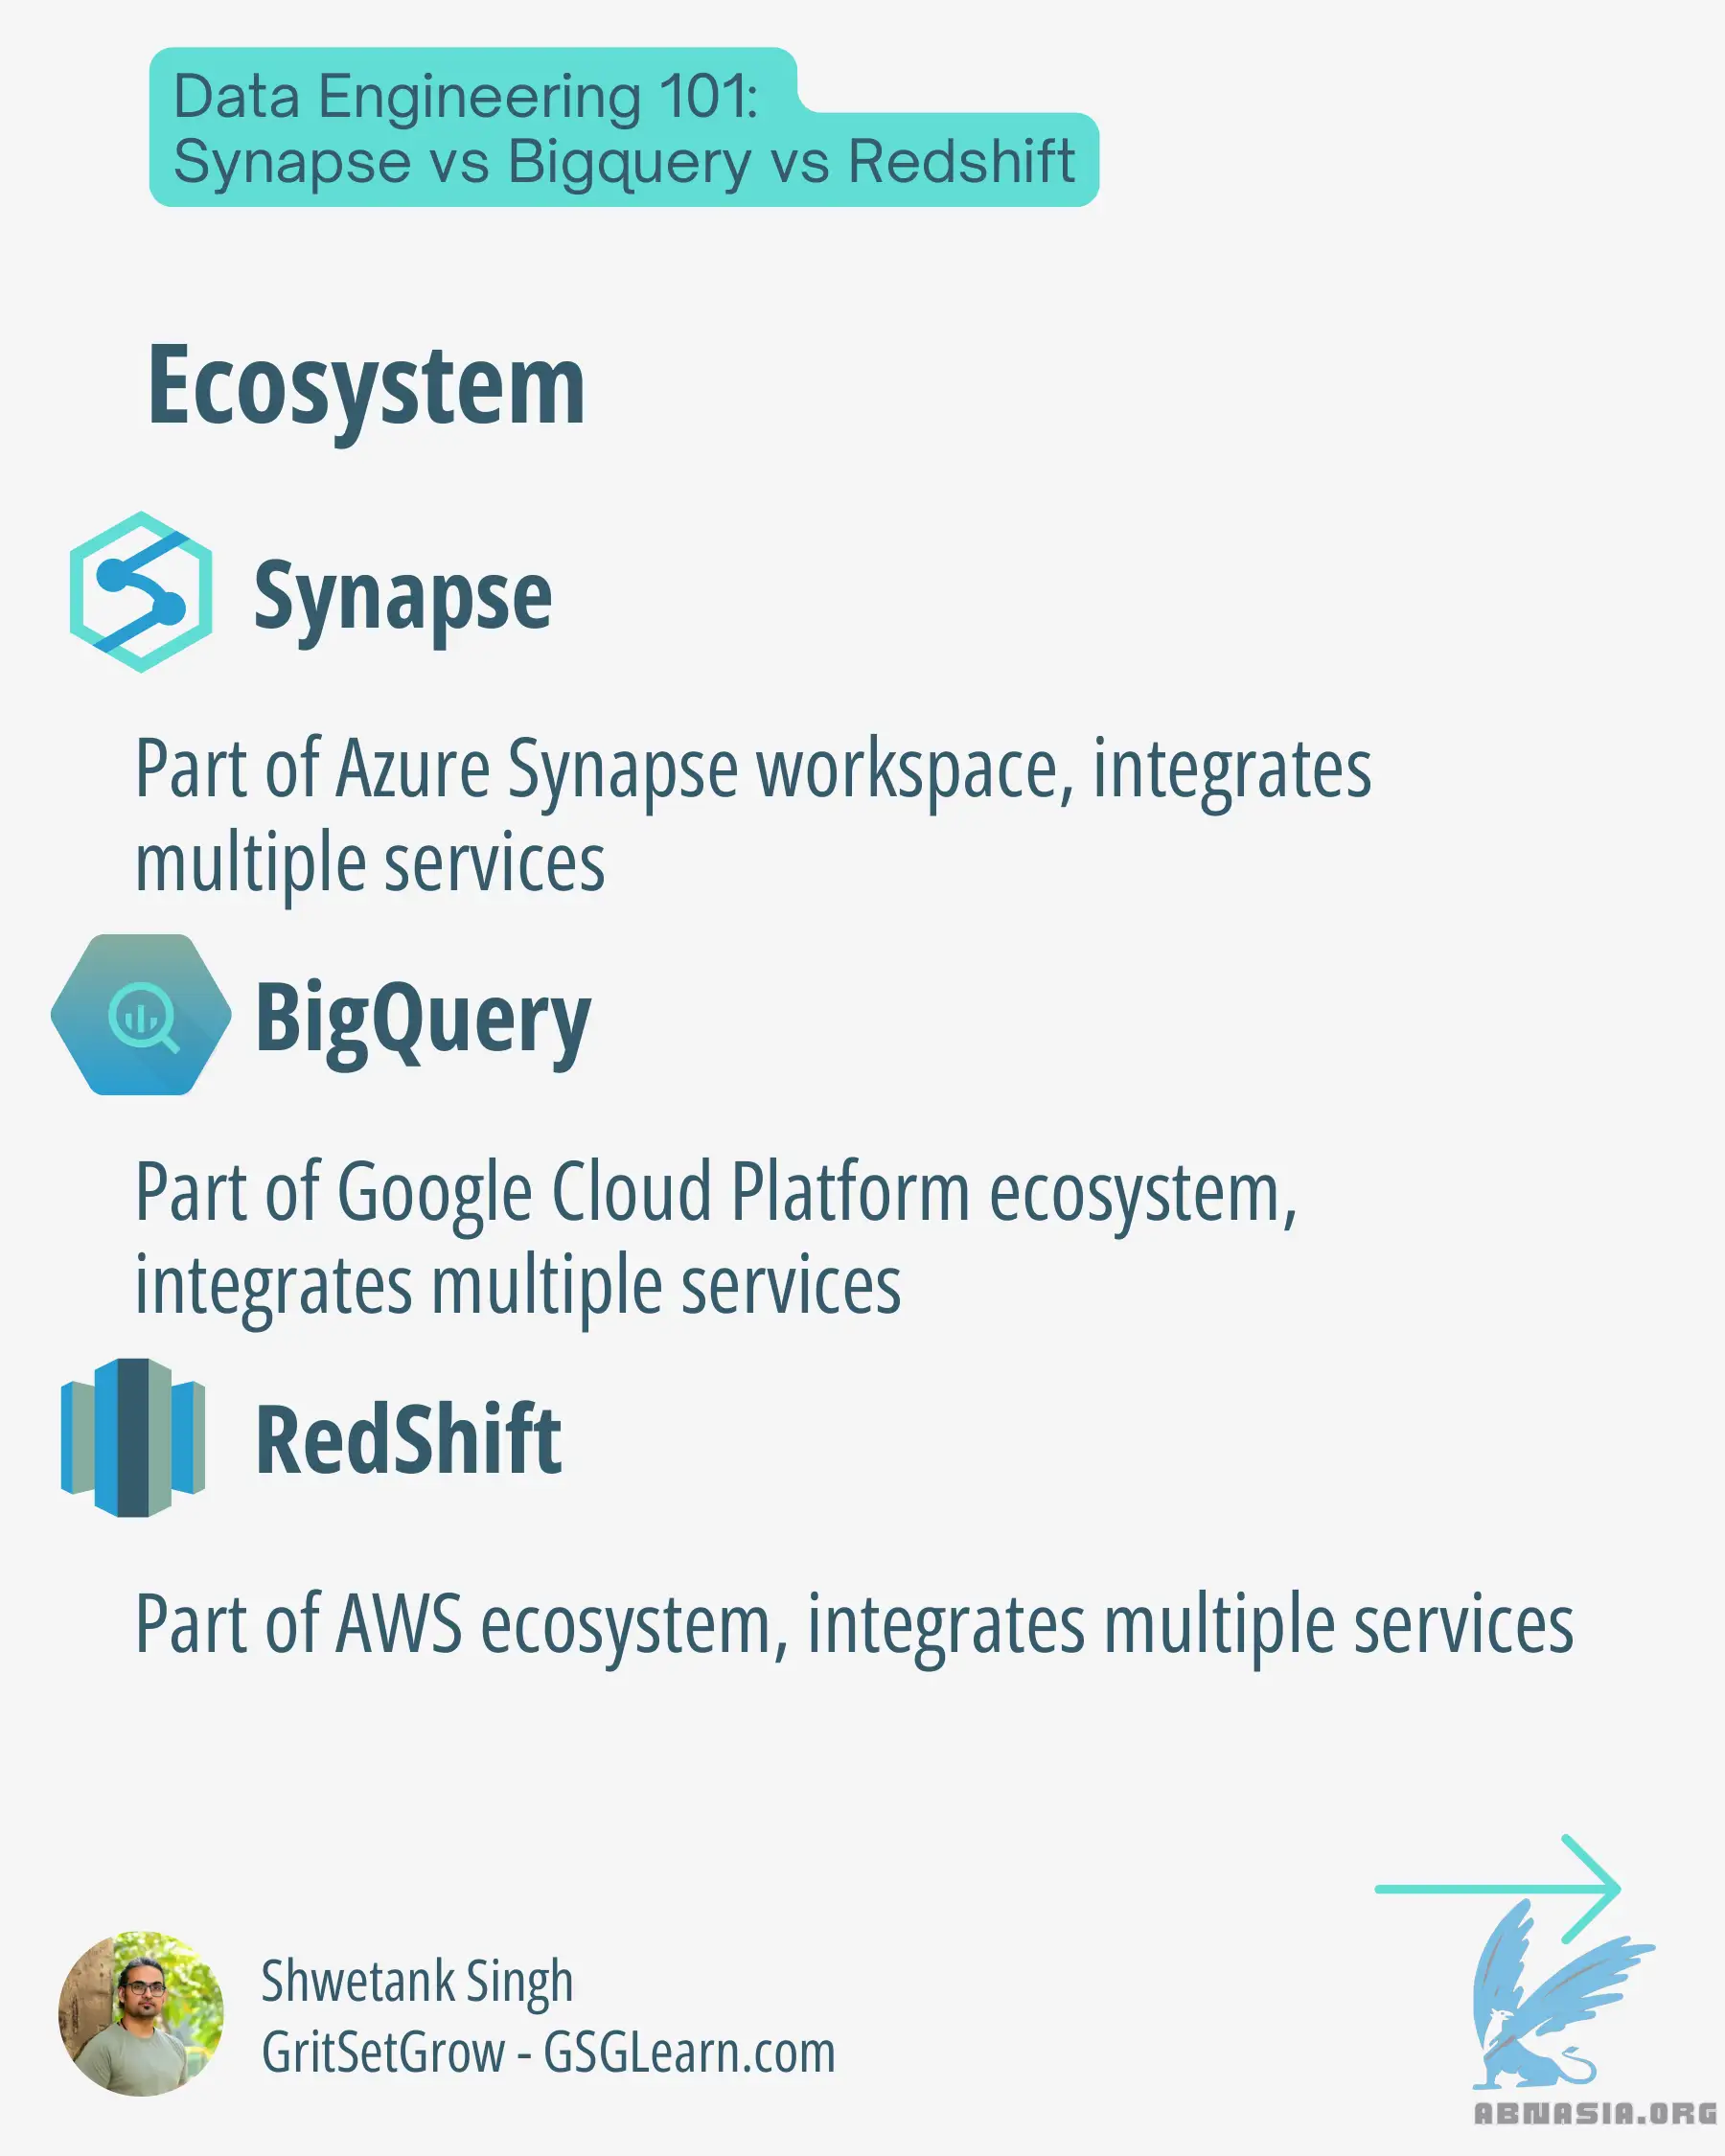 Data Engineering 101:
Synapse vs Bigquery vs Redshift
Ecosystem
Synapse
Part of Azure Synapse workspace, integrates
multiple services
BigQuery
Part of Google Cloud Platform ecosystem,
integrates multiple services
RedShift
Part of AWS ecosystem, integrates multiple services
Shwetank Singh
GritSetGrow - GSGLearn.com
ABNASIA.ORG